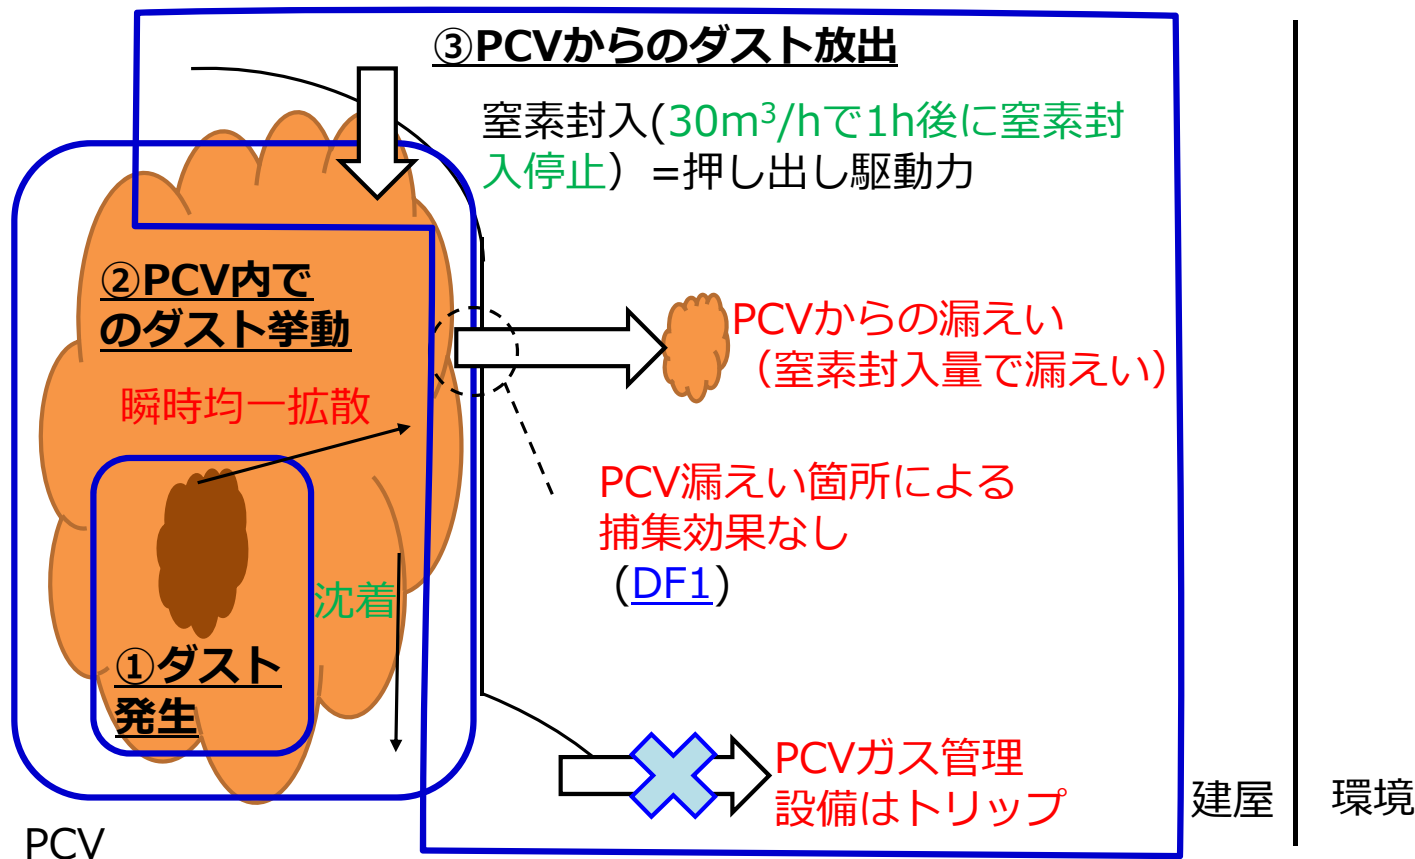 ③PCVからのダスト放出
窒素封入(30m³/hで1h後に窒素封
入停止）=押し出し駆動力
②PCV内で
のダスト挙動
PCVからの漏えい
（窒素封入量で漏えい）
瞬時均一拡散
PCV漏えい箇所による
捕集効果なし
(DF1)
沈着
①ダスト
発生
PCVガス管理
設備はトリップ
建屋
環境
PCV